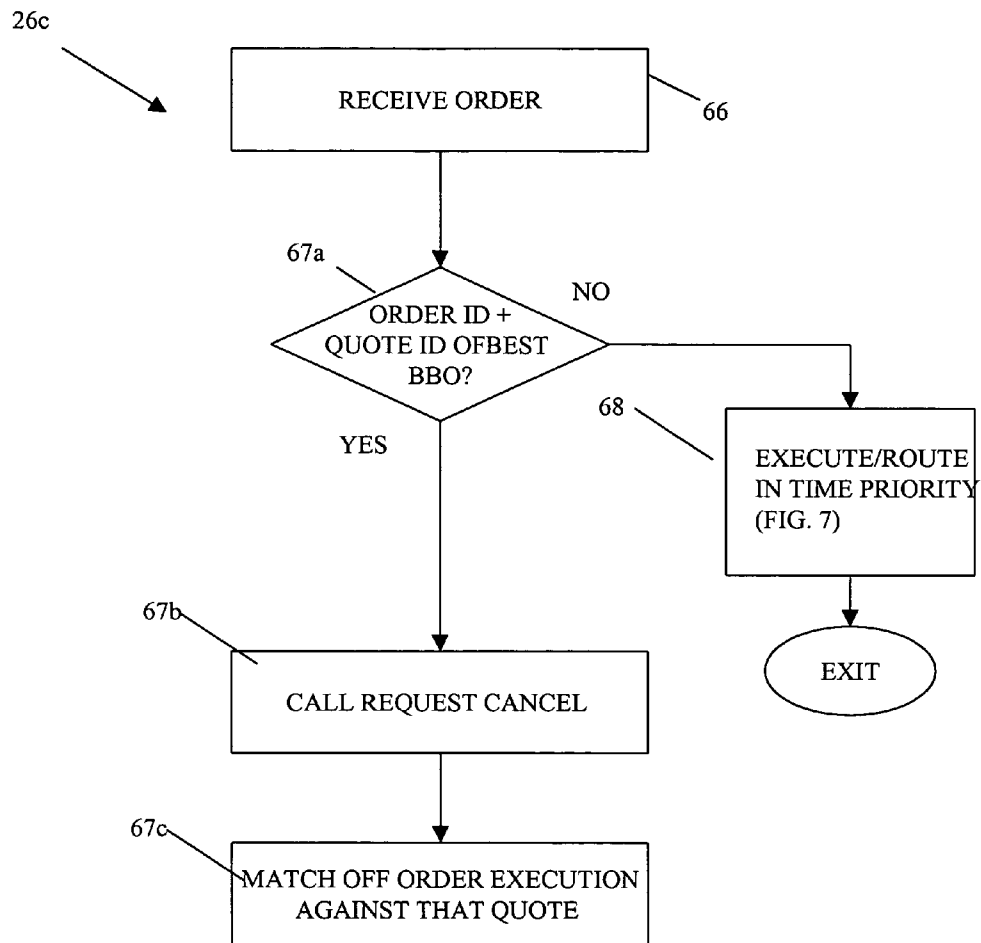 26c
RECEIVE ORDER
66
67a
ORDER ID +
QUOTE ID OFBEST
BBO?
NO
YES
68
EXECUTE/ROUTE
IN TIME PRIORITY
(FIG. 7)
EXIT
67b
CALL REQUEST CANCEL
67c
MATCH OFF ORDER EXECUTION
AGAINST THAT QUOTE